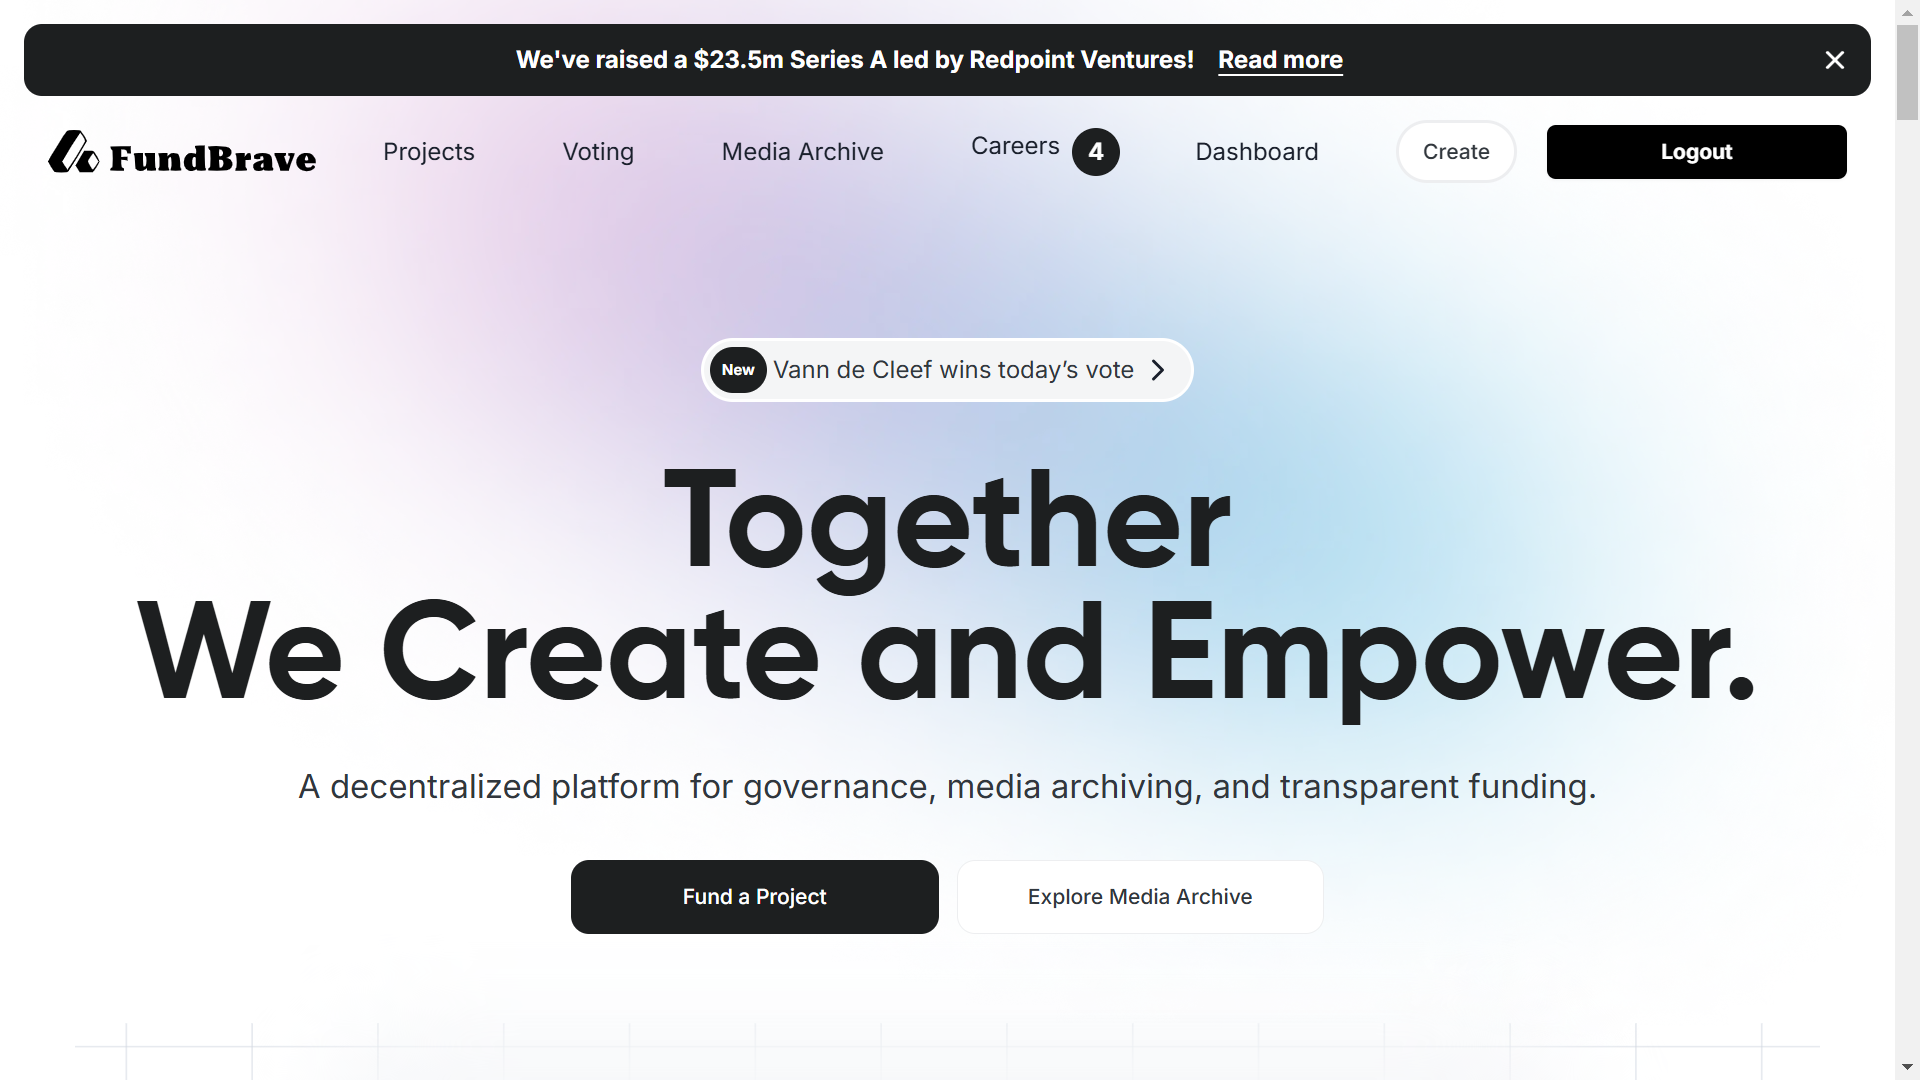 We've raised a $23.5m Series A led by Redpoint Ventures! Read more
FundBrave Projects Voting Media Archive Careers 4 Dashboard Create Logout
New Vann de Cleef wins today’s vote
Together
We Create and Empower.
A decentralized platform for governance, media archiving, and transparent funding.
Fund a Project Explore Media Archive